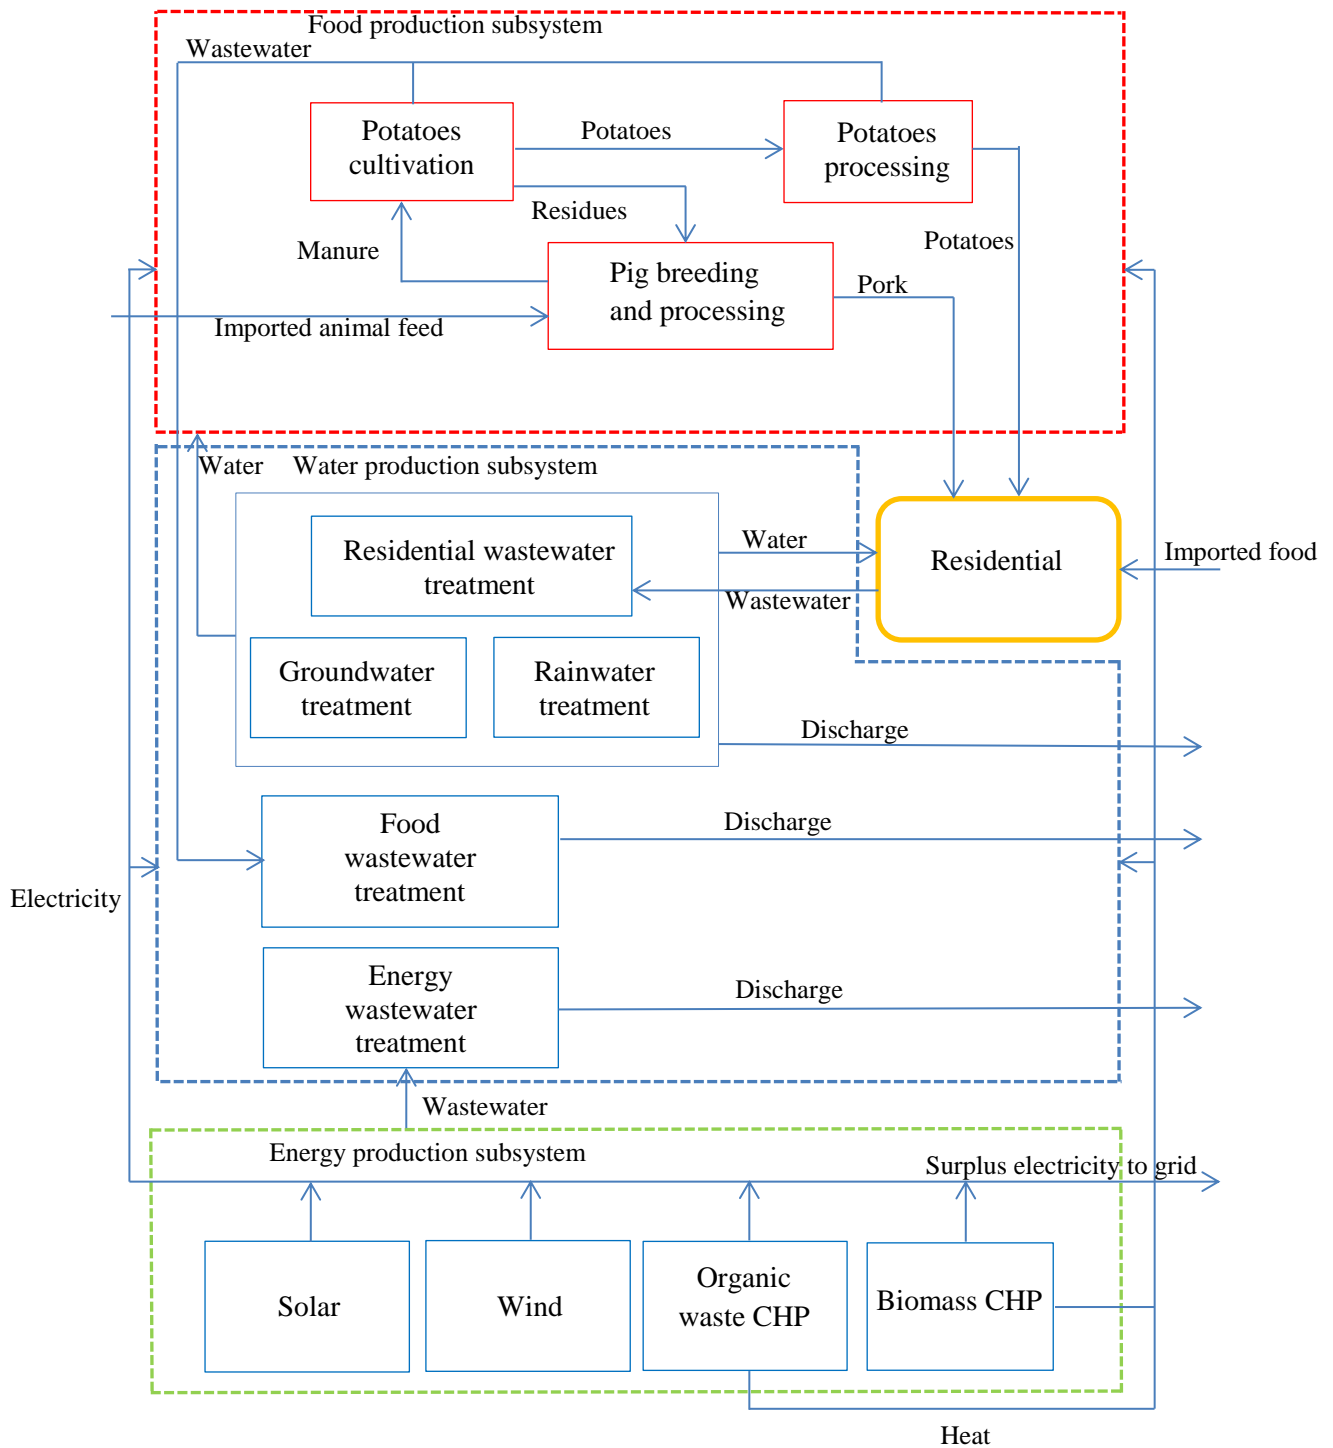 Food production subsystem
Wastewater
Potatoes
cultivation
Potatoes
Potatoes
processing
Residues
Manure
Potatoes
Pig breeding
and processing
Pork
Imported animal feed
Water
Water production subsystem
Residential wastewater
treatment
Water
Residential
Imported food
Wastewater
Groundwater
treatment
Rainwater
treatment
Discharge
Food
wastewater
treatment
Discharge
Electricity
Energy
wastewater
treatment
Discharge
Wastewater
Energy production subsystem
Surplus electricity to grid
Solar
Wind
Organic
waste CHP
Biomass CHP
Heat